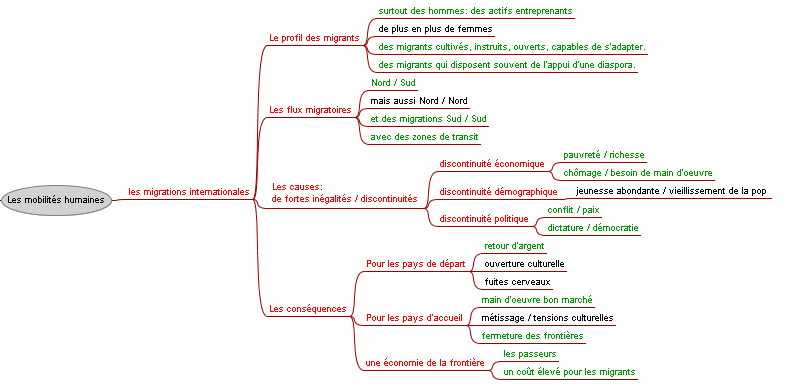 Les mobilités humaines
les migrations internationales
Le profil des migrants
surtout des hommes: des actifs entreprenants
de plus en plus de femmes
des migrants cultivés, instruits, ouverts, capables de s'adapter.
des migrants qui disposent souvent de l'appui d'une diaspora.
Les flux migratoires
Nord / Sud
mais aussi Nord / Nord
et des migrations Sud / Sud
avec des zones de transit
Les causes:
de fortes inégalités / discontinuités
discontinuité économique
pauvreté / richesse
chômage / besoin de main d'oeuvre
discontinuité démographique
jeunesse abondante / vieillissement de la pop
discontinuité politique
conflit / paix
dictature / démocratie
Les conséquences
Pour les pays de départ
retour d'argent
ouverture culturelle
fuites cerveaux
Pour les pays d'accueil
main d'oeuvre bon marché
métissage / tensions culturelles
fermeture des frontières
une économie de la frontière
les passeurs
un coût élevé pour les migrants